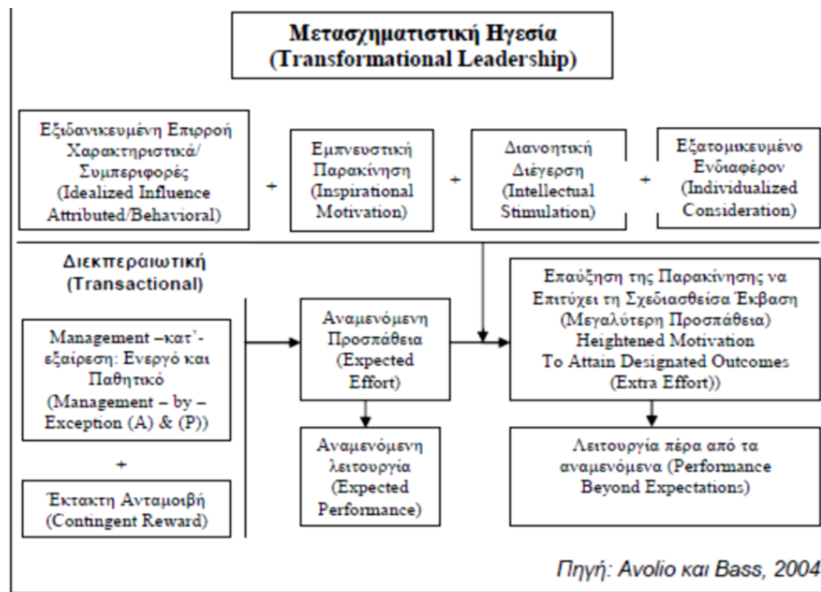 Μετασχηματιστική Ηγεσία
(Transformational Leadership)
Εξιδανικευμένη Επιρροή
Χαρακτηριστικά/
Συμπεριφορές
(Idealized Influence
Attributed/Behavioral)
+
Εμπνευστική
Παρακίνηση
(Inspirational
Motivation)
+
Διανοητική
Διέγερση
(Intellectual
Stimulation)
+
Εξατομικευμένο
Ενδιαφέρον
(Individualized
Consideration)
Διεκπεραιωτική
(Transactional)
Management –κατ’-
εξαίρεση: Ενεργό και
Παθητικό
(Management – by –
Exception (A) & (P))
+
Έκτακτη Ανταμοιβή
(Contingent Reward)
Αναμενόμενη
Προσπάθεια
(Expected
Effort)
Αναμενόμενη
λειτουργία
(Expected
Performance)
Επαύξηση της Παρακίνησης να
Επιτύχει τη Σχεδιασθείσα Έκβαση
(Μεγαλύτερη Προσπάθεια)
Heightened Motivation
To Attain Designated Outcomes
(Extra Effort))
Λειτουργία πέρα από τα
αναμενόμενα (Performance
Beyond Expectations)
Πηγή: Avolio και Bass, 2004